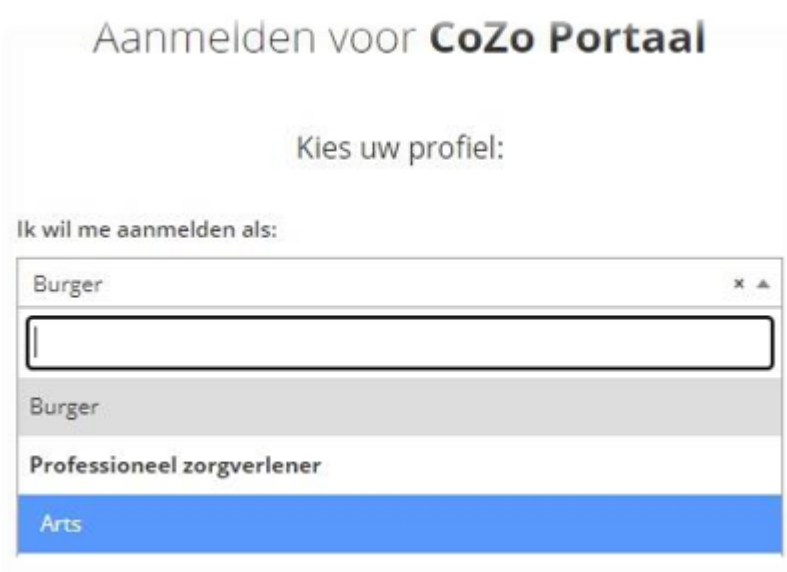 Aanmelden voor CoZo Portaal
Kies uw profiel:
Ik wil me aanmelden als:
Burger
Burger
Professioneel zorgverlener
Arts